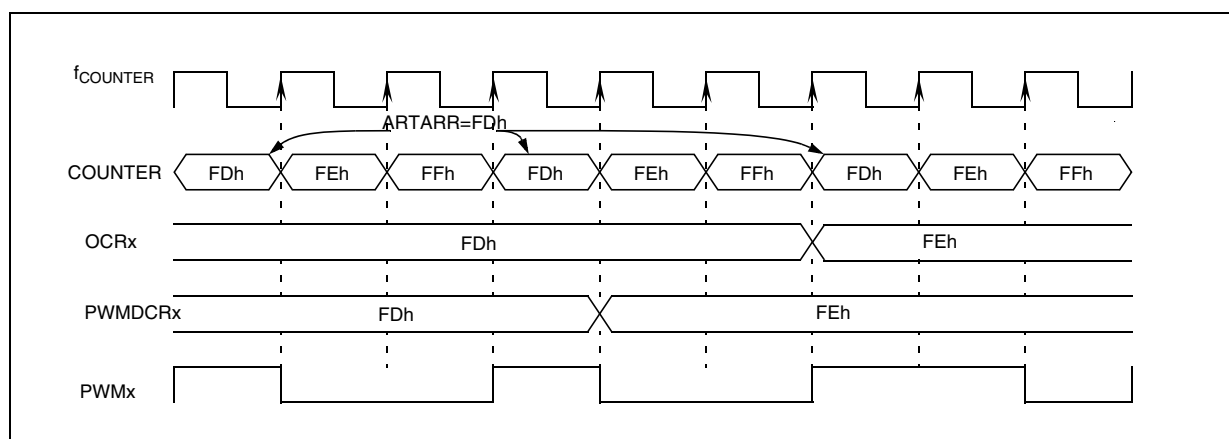 fCOUNTER
ARTARR=FDh
COUNTER FDh FEh FFh FDh FEh FFh FDh FEh FFh
OCRx FDh FEh
PWMDCRx FDh FEh
PWMx